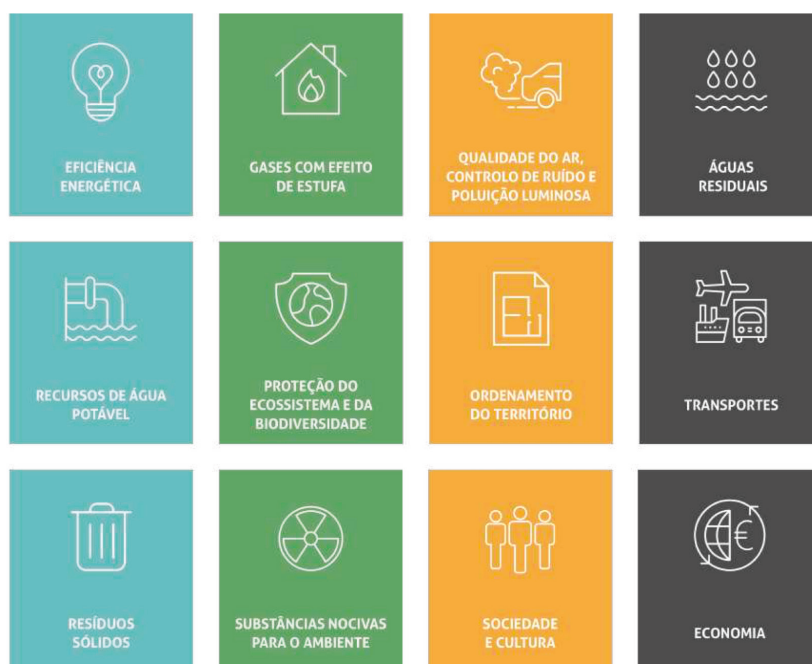 EFICIÊNCIA
ENERGÉTICA
GASES COM EFEITO
DE ESTUFA
QUALIDADE DO AR,
CONTROLO DE RUÍDO E
POLUIÇÃO LUMINOSA
ÁGUAS
RESIDUAIS
RECURSOS DE ÁGUA
POTÁVEL
PROTEÇÃO DO
ECOSSISTEMA E DA
BIODIVERSIDADE
ORDENAMENTO
DO TERRITÓRIO
TRANSPORTES
RESÍDUOS
SÓLIDOS
SUBSTÂNCIAS NOCIVAS
PARA O AMBIENTE
SOCIEDADE
E CULTURA
€
ECONOMIA